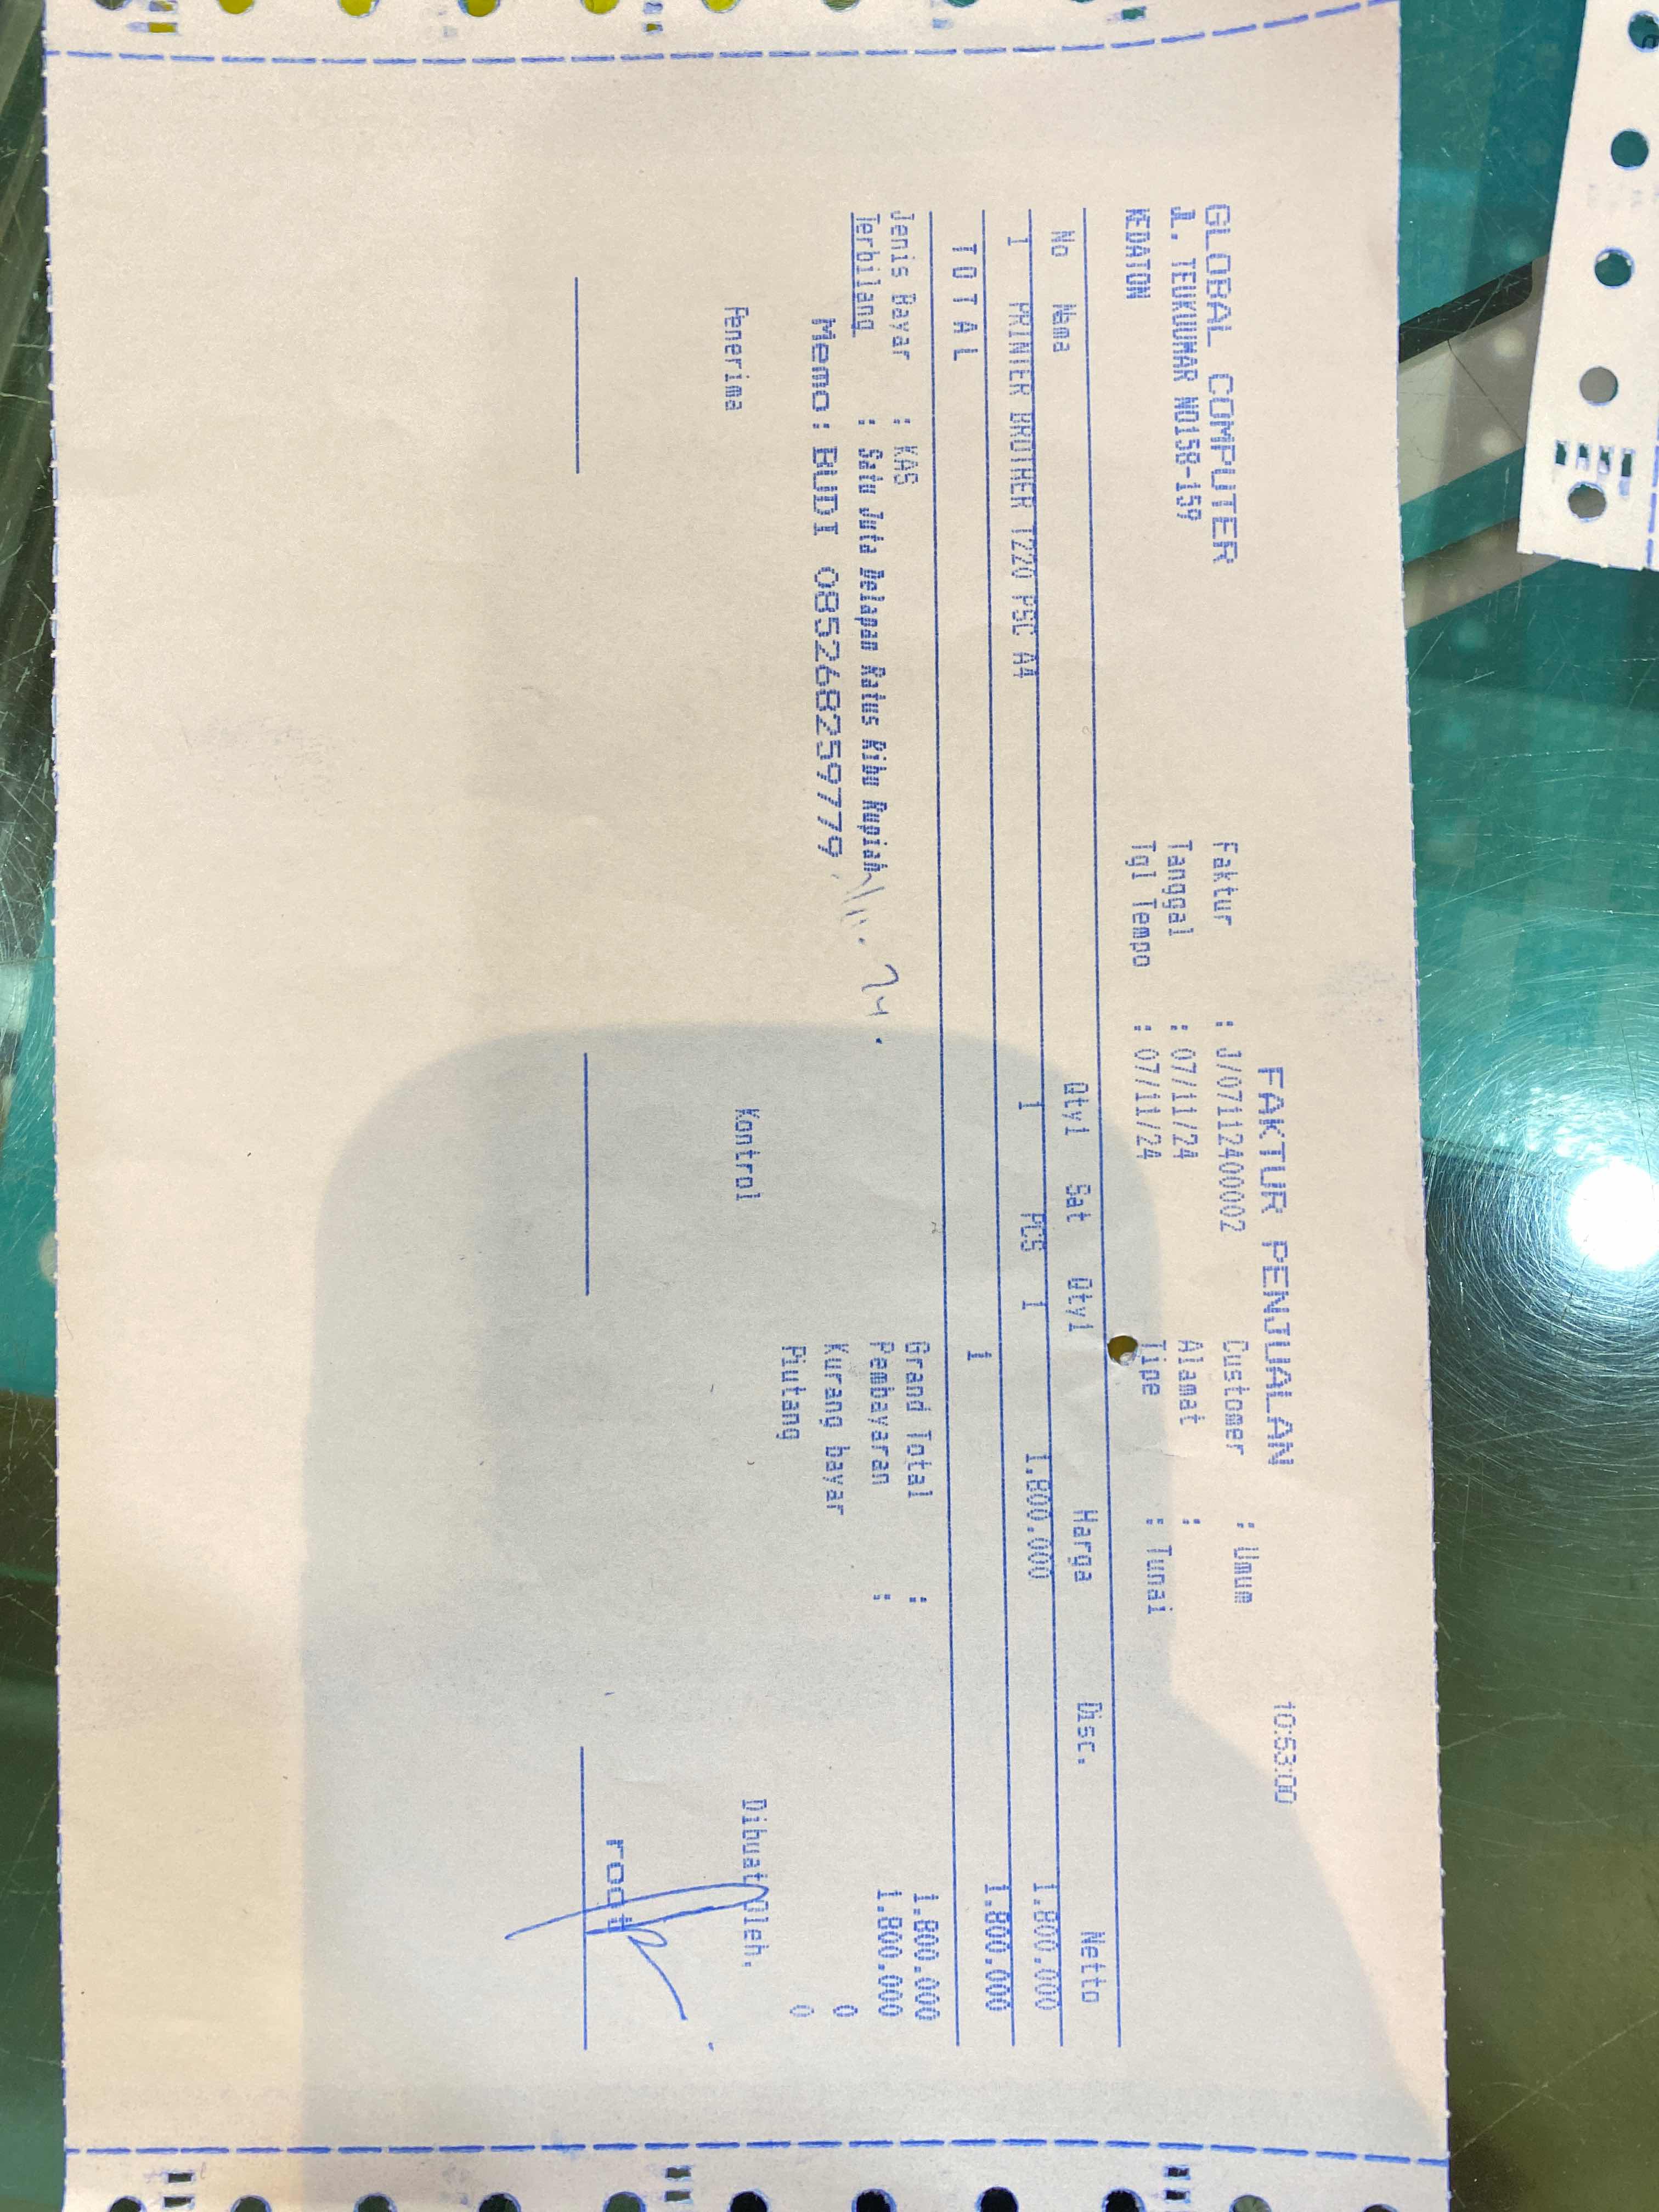 FAKTUR PENJUALAN 10:53:00
GLOBAL COMPUTER Faktur : J/0711240002 Customer : Umum
JL. TEUKUUMAR NO158-159 Tanggal : 07/11/24 Alamat :
KEDATON Tgl Tempo : 07/11/24 Tipe : Tunai
No Nama Qty1 Sat Qty1 Harga Disc. Netto
1 PRINTER BROTHER T220 PSC A4 1 PCS 1 1.800.000 1.800.000
T O T A L 1 1.800.000
Jenis Bayar : KAS Grand Total : 1.800.000
Terbilang : Satu Juta Delapan Ratus Ribu Rupiah Pembayaran : 1.800.000
Memo : BUDI 085268259779 Kurang bayar 0
Piutang 0
Penerima Kontrol Dibuat Oleh,